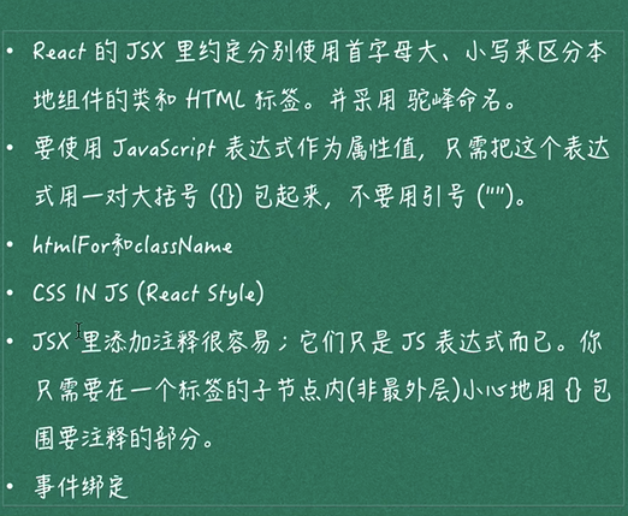 • React 的 JSX 里约定分别使用首字母大、小写来区分本
地组件的类和 HTML 标签。并采用 驼峰命名。
• 要使用 JavaScript 表达式作为属性值，只需把这个表达
式用一对大括号 ({}) 包起来，不要用引号 ("")。
• htmlFor和className
• CSS IN JS (React Style)
• JSX 里添加注释很容易；它们只是 JS 表达式而已。你
只需要在一个标签的子节点内(非最外层)小心地用 {} 包
围要注释的部分。
• 事件绑定